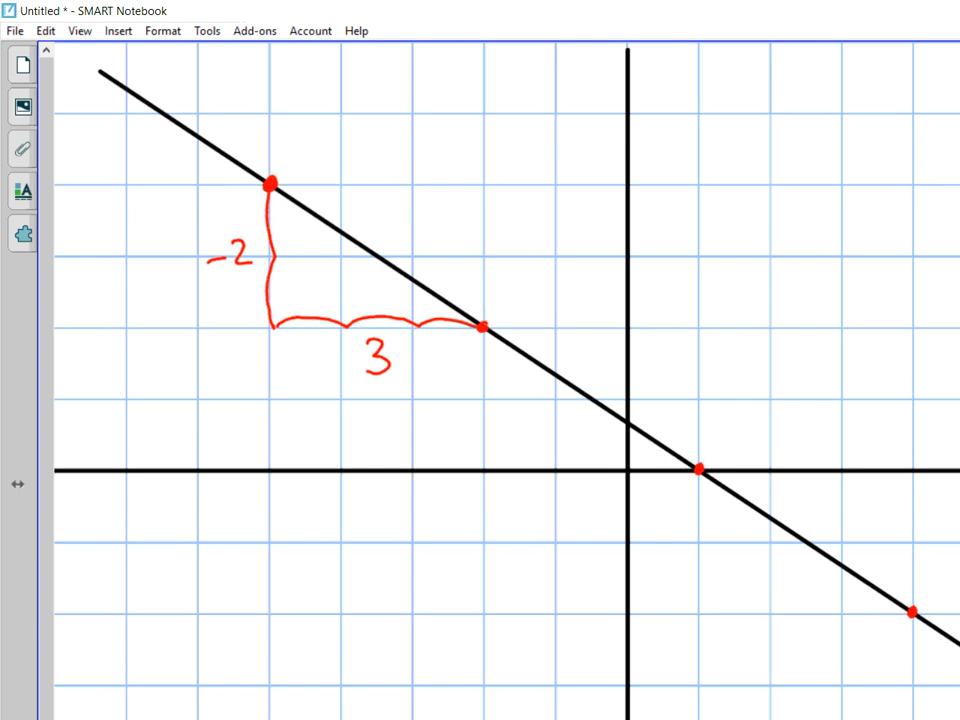 Untitled * - SMART Notebook
File Edit View Insert Format Tools Add-ons Account Help
-2
3